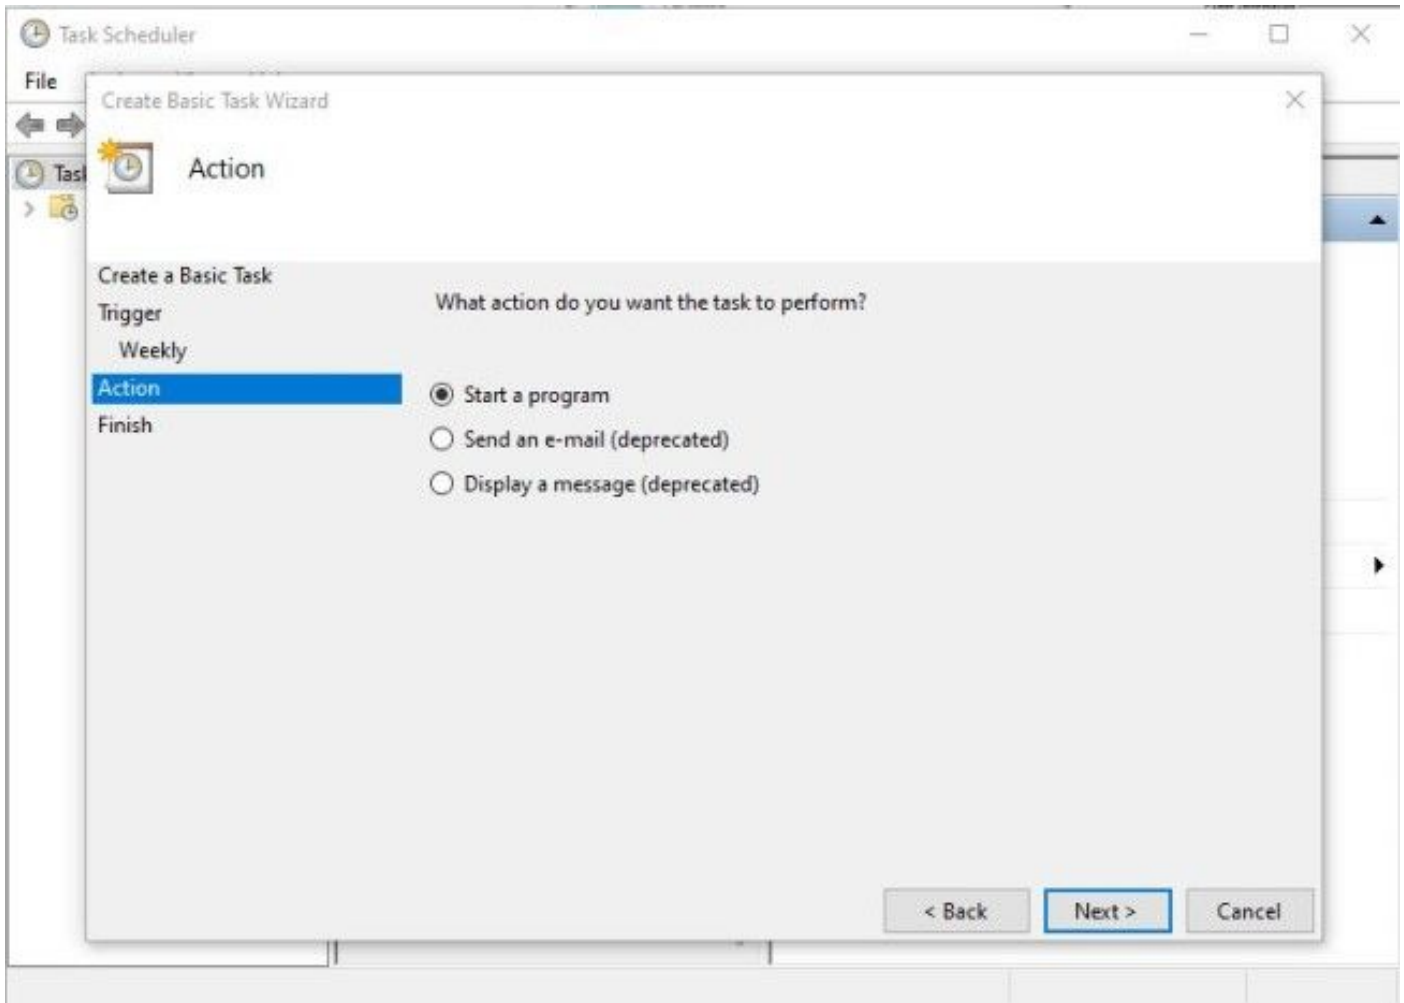 Task Scheduler
File
Create Basic Task Wizard
Action
Create a Basic Task
Trigger
Weekly
Action
Finish
What action do you want the task to perform?
Start a program
Send an e-mail (deprecated)
Display a message (deprecated)
< Back
Next >
Cancel